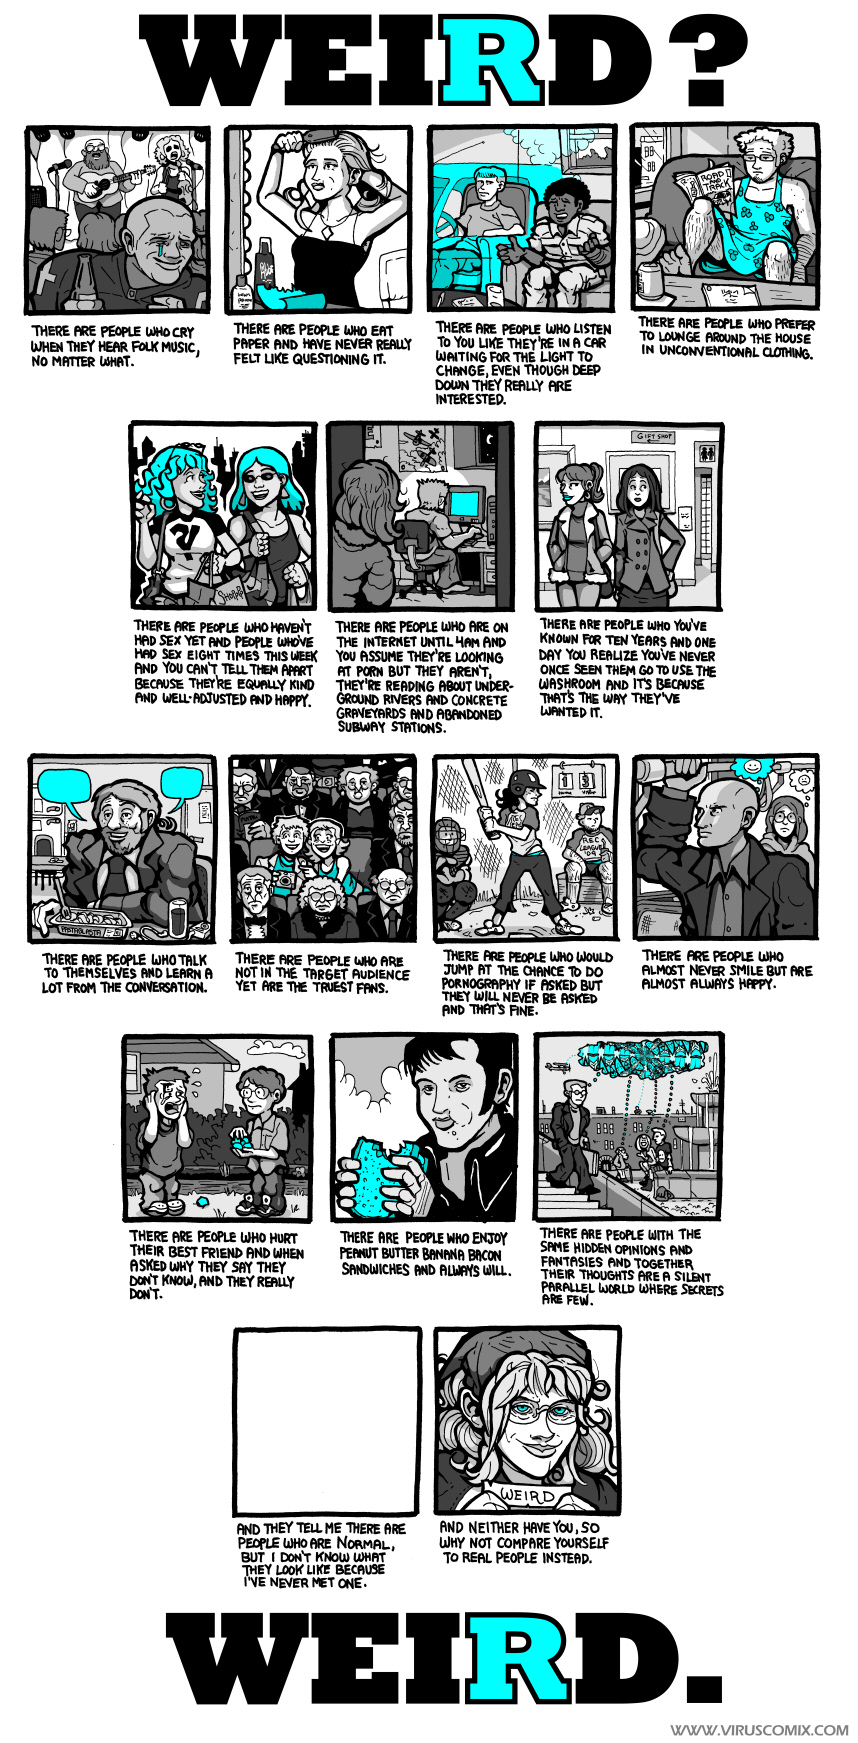 WEIRD?
THERE ARE PEOPLE WHO CRY
WHEN THEY HEAR FOLK MUSIC,
NO MATTER WHAT.
THERE ARE PEOPLE WHO EAT
PAPER AND HAVE NEVER REALLY
FELT LIKE QUESTIONING IT.
THERE ARE PEOPLE WHO LISTEN
TO YOU LIKE THEY'RE IN A CAR
WAITING FOR THE LIGHT TO
CHANGE, EVEN THOUGH DEEP
DOWN THEY REALLY ARE
INTERESTED.
ROAD
TRACK
THERE ARE PEOPLE WHO PREFER
TO LOUNGE AROUND THE HOUSE
IN UNCONVENTIONAL CLOTHING.
?!
THERE ARE PEOPLE WHO HAVEN'T
HAD SEX YET AND PEOPLE WHO'VE
HAD SEX EIGHT TIMES THIS WEEK
AND YOU CAN'T TELL THEM APART
BECAUSE THEY'RE EQUALLY KIND
AND WELL-ADJUSTED AND HAPPY.
THERE ARE PEOPLE WHO ARE ON
THE INTERNET UNTIL 4AM AND
YOU ASSUME THEY'RE LOOKING
AT PORN BUT THEY AREN'T,
THEY'RE READING ABOUT UNDER-
GROUND RIVERS AND CONCRETE
GRAVEYARDS AND ABANDONED
SUBWAY STATIONS.
GIFT SHOP
THERE ARE PEOPLE WHO YOU'VE
KNOWN FOR TEN YEARS AND ONE
DAY YOU REALIZE YOU'VE NEVER
ONCE SEEN THEM GO TO USE THE
WASHROOM AND IT'S BECAUSE
THAT'S THE WAY THEY'VE
WANTED IT.
PASTABLASTA
THERE ARE PEOPLE WHO TALK
TO THEMSELVES AND LEARN A
LOT FROM THE CONVERSATION.
THERE ARE PEOPLE WHO ARE
NOT IN THE TARGET AUDIENCE
YET ARE THE TRUEST FANS.
1 3
HOME
REC
LEAGUE
'09
THERE ARE PEOPLE WHO WOULD
JUMP AT THE CHANCE TO DO
PORNOGRAPHY IF ASKED BUT
THEY WILL NEVER BE ASKED
AND THAT'S FINE.
THERE ARE PEOPLE WHO
ALMOST NEVER SMILE BUT ARE
ALMOST ALWAYS HAPPY.
THERE ARE PEOPLE WHO HURT
THEIR BEST FRIEND AND WHEN
ASKED WHY THEY SAY THEY
DON'T KNOW, AND THEY REALLY
DON'T.
THERE ARE PEOPLE WHO ENJOY
PEANUT BUTTER BANANA BACON
SANDWICHES AND ALWAYS WILL.
THERE ARE PEOPLE WITH THE
SAME HIDDEN OPINIONS AND
FANTASIES AND TOGETHER
THEIR THOUGHTS ARE A SILENT
PARALLEL WORLD WHERE SECRETS
ARE FEW.
AND THEY TELL ME THERE ARE
PEOPLE WHO ARE NORMAL,
BUT I DON'T KNOW WHAT
THEY LOOK LIKE BECAUSE
I'VE NEVER MET ONE.
WEIRD
AND NEITHER HAVE YOU, SO
WHY NOT COMPARE YOURSELF
TO REAL PEOPLE INSTEAD.
WEIRD.
WWW.VIRUSCOMIX.COM